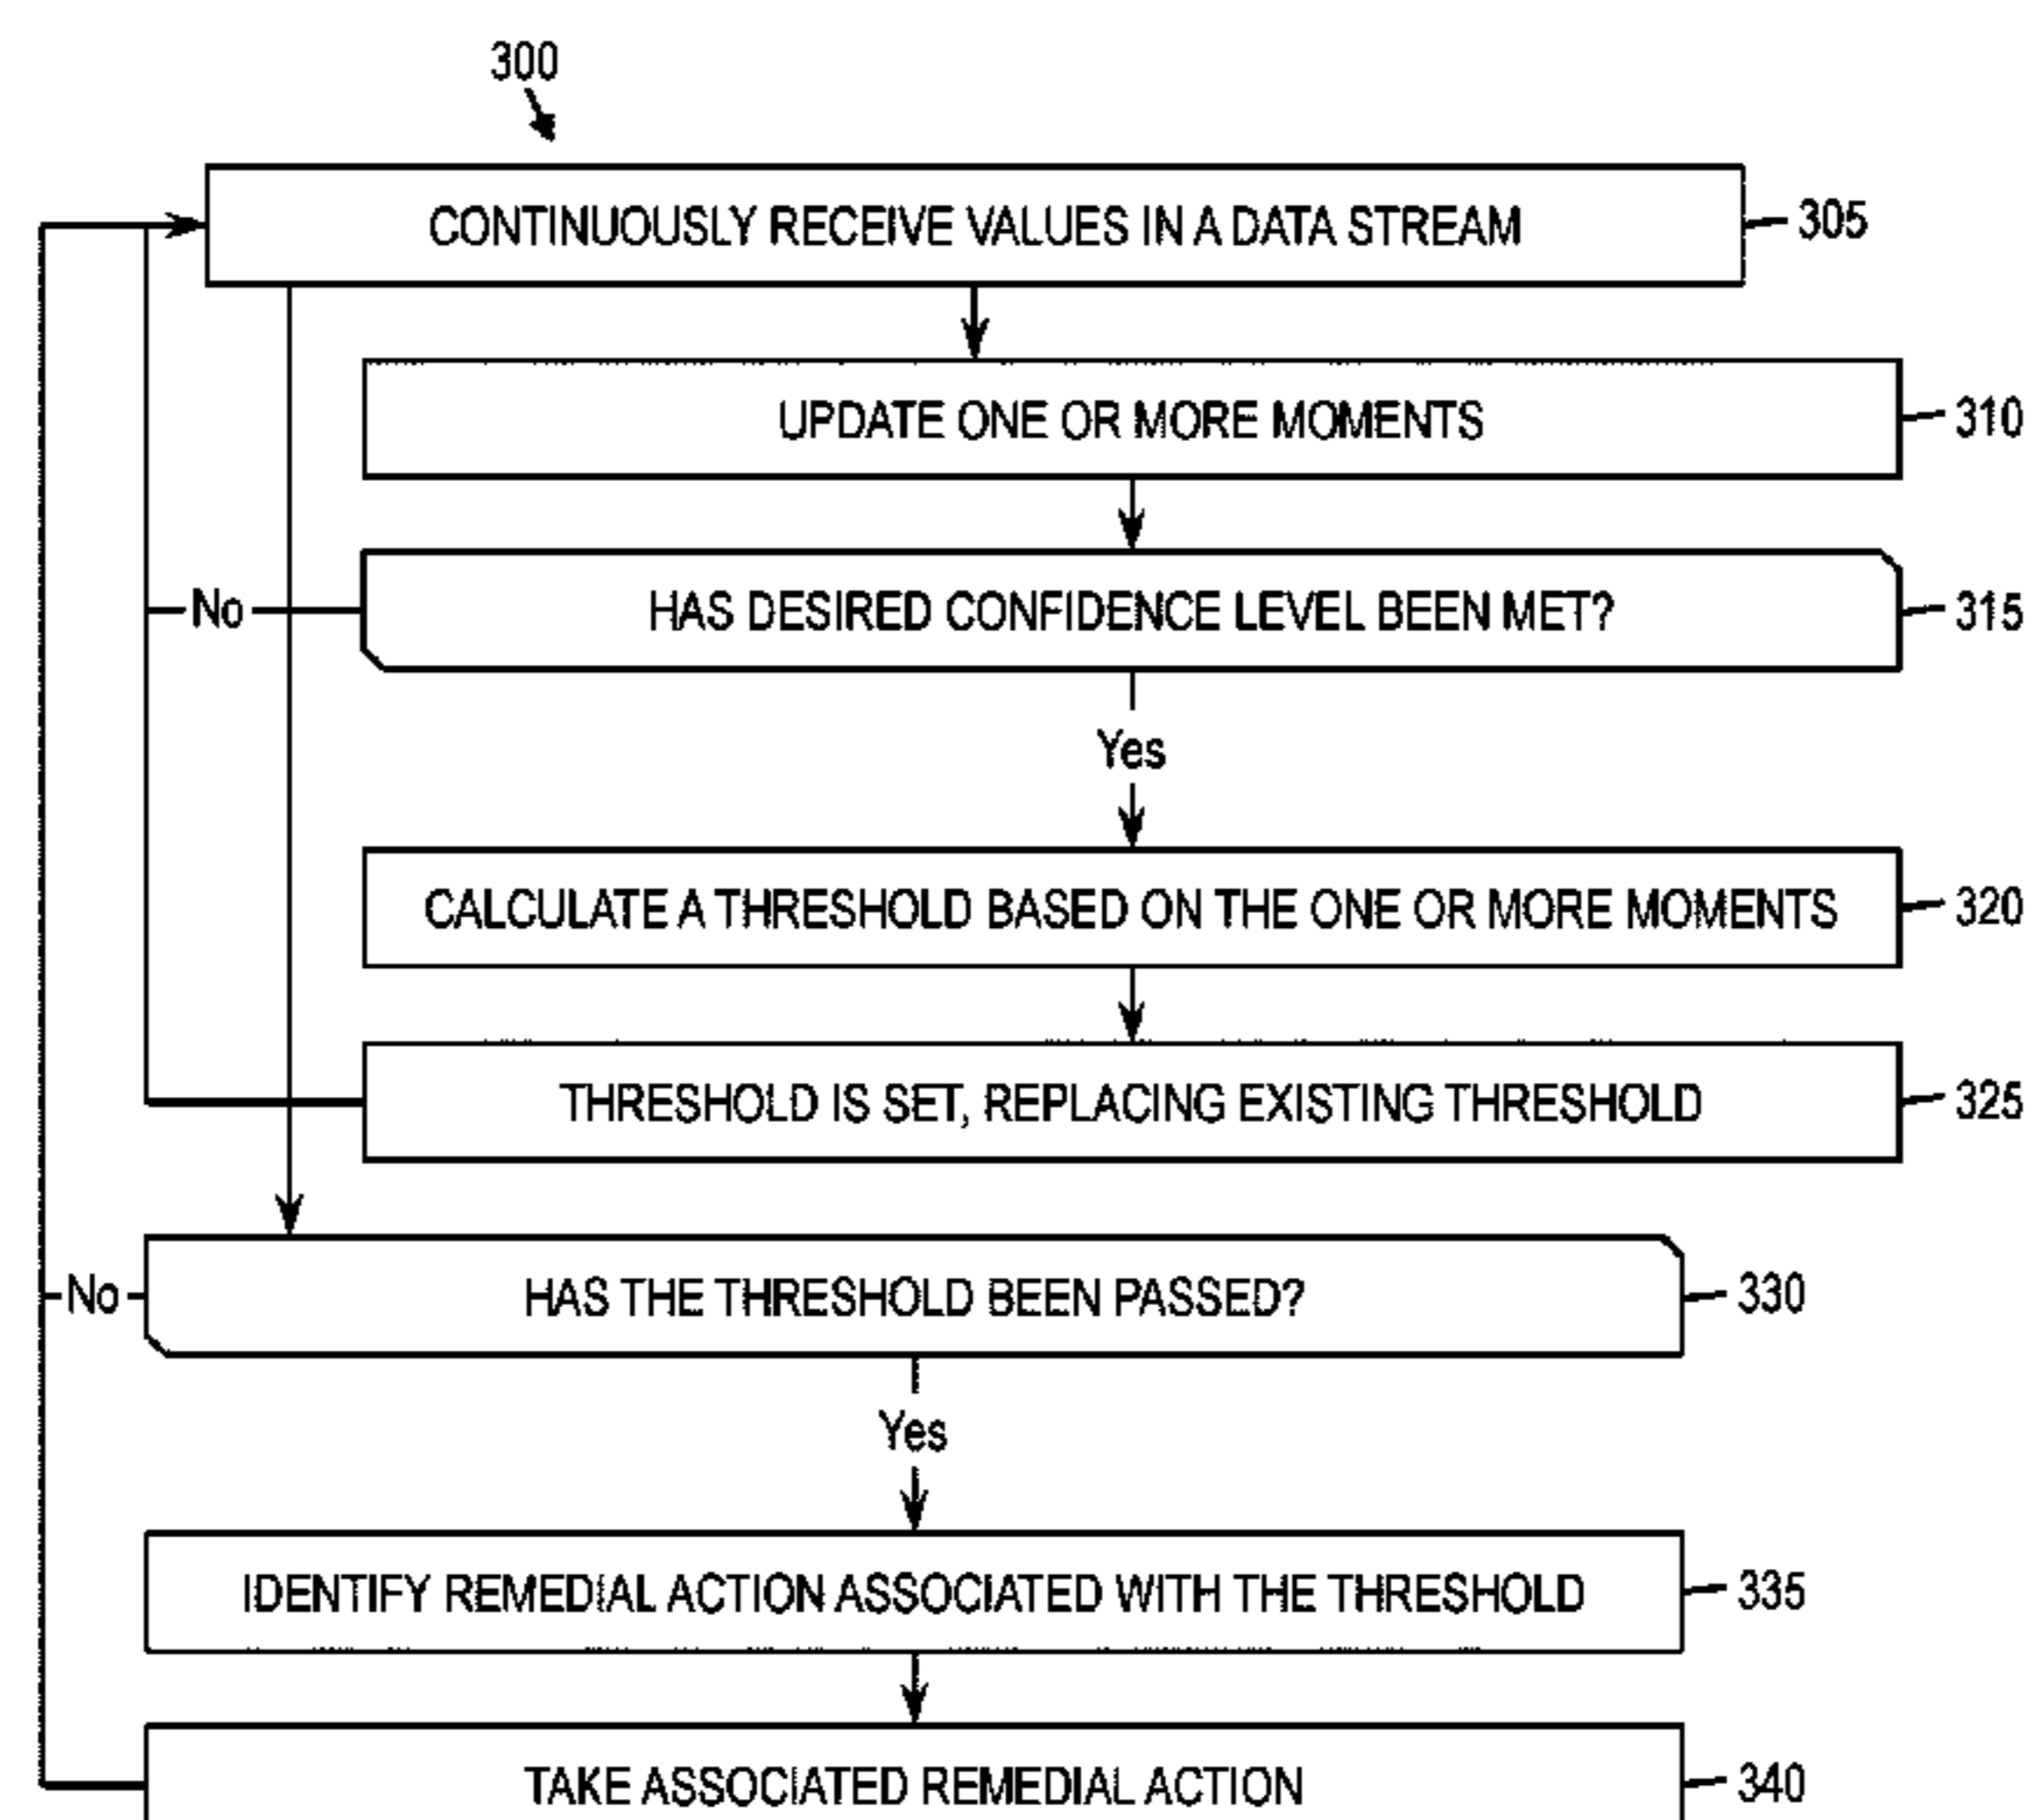 300
CONTINUOUSLY RECEIVE VALUES IN A DATA STREAM
305
UPDATE ONE OR MORE MOMENTS
310
HAS DESIRED CONFIDENCE LEVEL BEEN MET?
315
No
Yes
CALCULATE A THRESHOLD BASED ON THE ONE OR MORE MOMENTS
320
THRESHOLD IS SET, REPLACING EXISTING THRESHOLD
325
HAS THE THRESHOLD BEEN PASSED?
330
No
Yes
IDENTIFY REMEDIAL ACTION ASSOCIATED WITH THE THRESHOLD
335
TAKE ASSOCIATED REMEDIAL ACTION
340